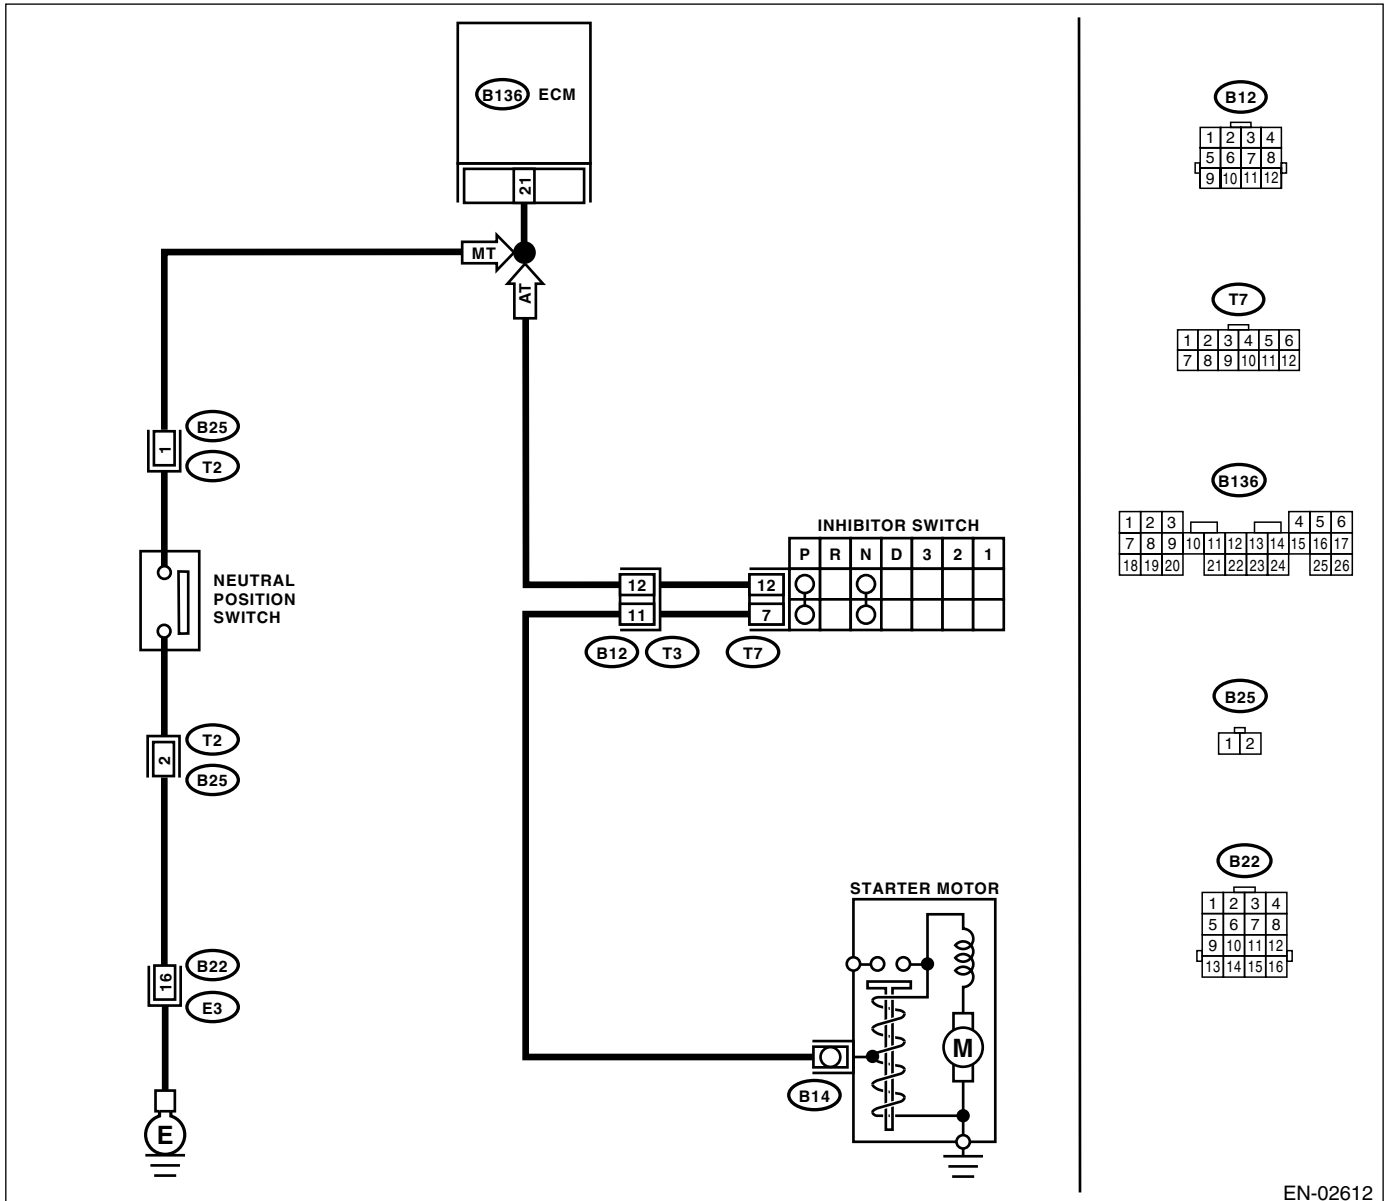 B136 ECM
21
MT
AT
1
B25
T2
NEUTRAL
POSITION
SWITCH
2
T2
B25
16
B22
E3
E
INHIBITOR SWITCH
P R N D 3 2 1
12 12
11 7
B12 T3 T7
STARTER MOTOR
M
B14
B12
1 2 3 4
5 6 7 8
9 10 11 12
T7
1 2 3 4 5 6
7 8 9 10 11 12
B136
1 2 3 4 5 6
7 8 9 10 11 12 13 14 15 16 17
18 19 20 21 22 23 24 25 26
B25
1 2
B22
1 2 3 4
5 6 7 8
9 10 11 12
13 14 15 16
EN-02612